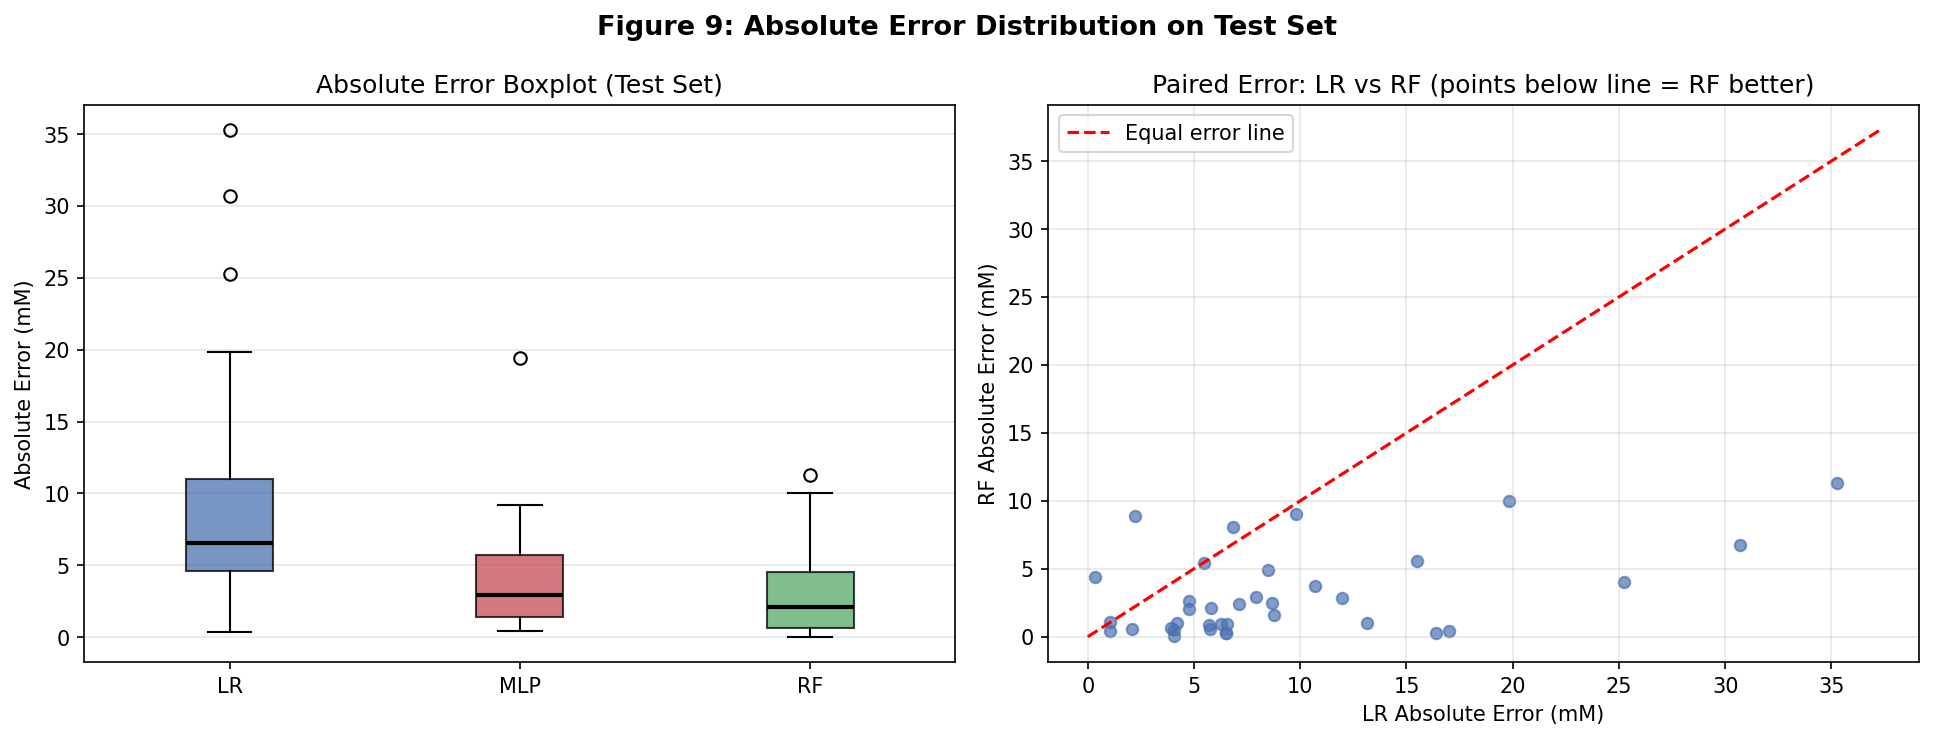 Figure 9: Absolute Error Distribution on Test Set
Absolute Error Boxplot (Test Set)
Absolute Error (mM)
35
30
25
20
15
10
5
0
LR MLP RF
Paired Error: LR vs RF (points below line = RF better)
Equal error line
RF Absolute Error (mM)
35
30
25
20
15
10
5
0
0 5 10 15 20 25 30 35
LR Absolute Error (mM)